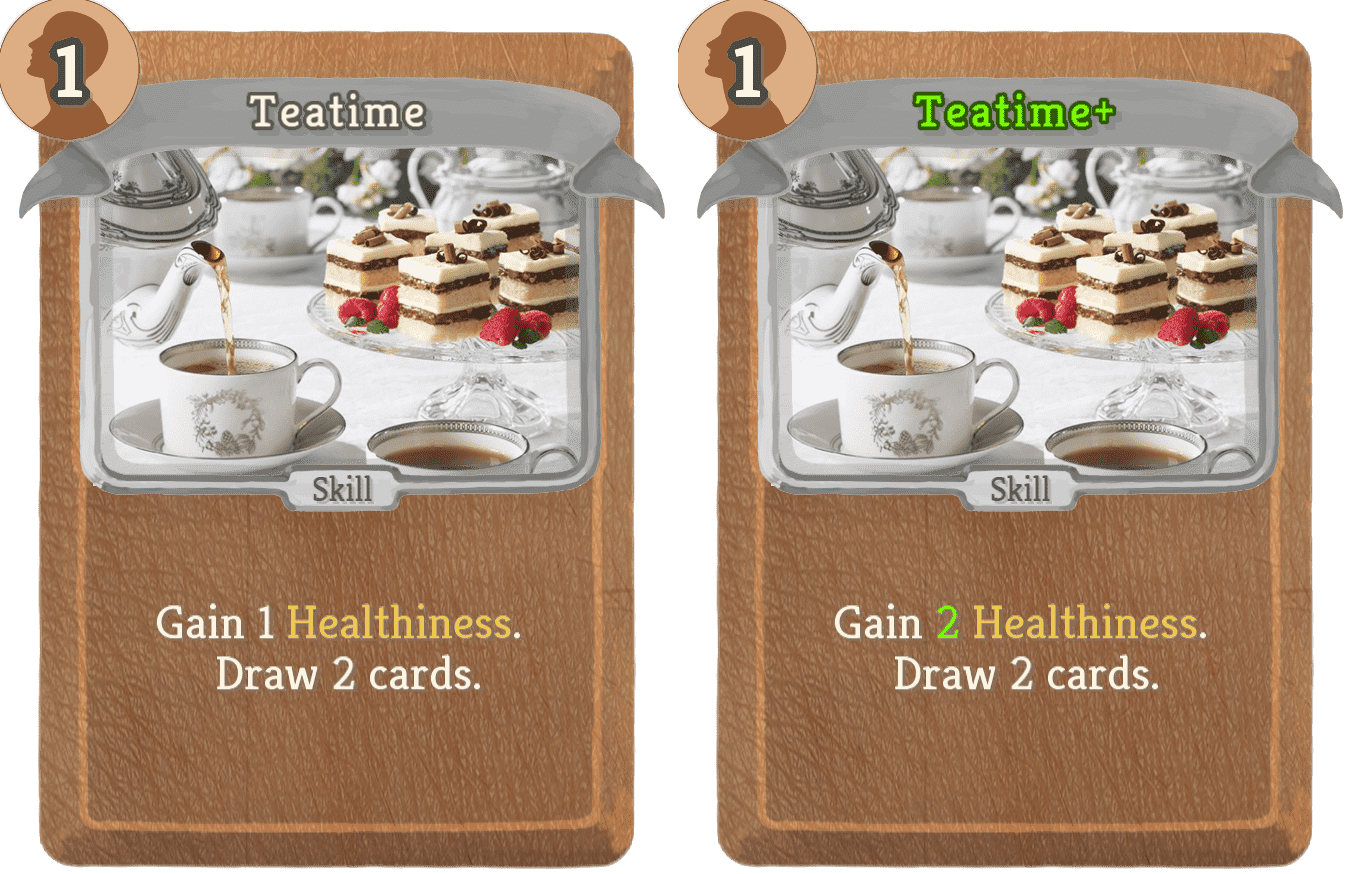 1
Teatime
Skill
Gain 1 Healthiness.
Draw 2 cards.
1
Teatime+
Skill
Gain 2 Healthiness.
Draw 2 cards.